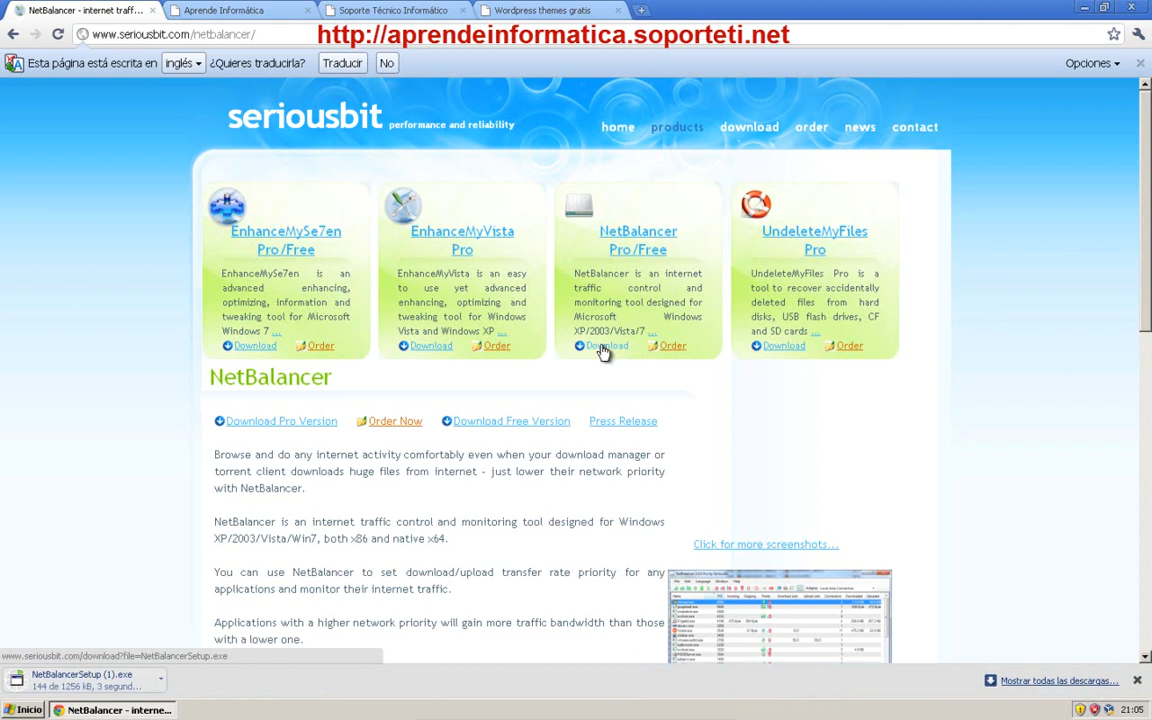 NetBalancer - internet traff...
Aprende Informática
Soporte Técnico Informático
Wordpress themes gratis
www.seriousbit.com/netbalancer/
http://aprendeinformatica.soporteti.net
Esta página está escrita en inglés ¿Quieres traducirla? Traducir No Opciones
seriousbit performance and reliability
home products download order news contact
EnhanceMySe7en
Pro/Free
EnhanceMySe7en is an
advanced enhancing,
optimizing, information and
tweaking tool for Microsoft
Windows 7 ...
Download Order
EnhanceMyVista
Pro
EnhanceMyVista is an easy
to use yet advanced
enhancing, optimizing and
tweaking tool for Windows
Vista and Windows XP ...
Download Order
NetBalancer
Pro/Free
NetBalancer is an internet
traffic control and
monitoring tool designed for
Microsoft Windows
XP/2003/Vista/7 ...
Download Order
UndeleteMyFiles
Pro
UndeleteMyFiles Pro is a
tool to recover accidentally
deleted files from hard
disks, USB flash drives, CF
and SD cards ...
Download Order
NetBalancer
Download Pro Version Order Now Download Free Version Press Release
Browse and do any internet activity comfortably even when your download manager or
torrent client downloads huge files from internet - just lower their network priority
with NetBalancer.
NetBalancer is an internet traffic control and monitoring tool designed for Windows
XP/2003/Vista/Win7, both x86 and native x64.
Click for more screenshots...
You can use NetBalancer to set download/upload transfer rate priority for any
applications and monitor their internet traffic.
Applications with a higher network priority will gain more traffic bandwidth than those
with a lower one.
www.seriousbit.com/download?file=NetBalancerSetup.exe
NetBalancerSetup (1).exe
144 de 1256 kB, 3 segund...
Mostrar todas las descargas...
Inicio
NetBalancer - interne...
21:05